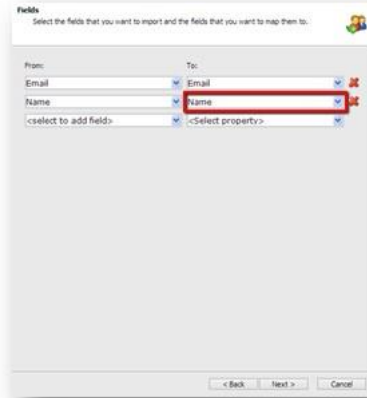 Fields
Select the fields that you want to import and the fields that you want to map them to.
From: To:
Email Email
Name Name
<select to add field> <Select property>
< Back Next > Cancel